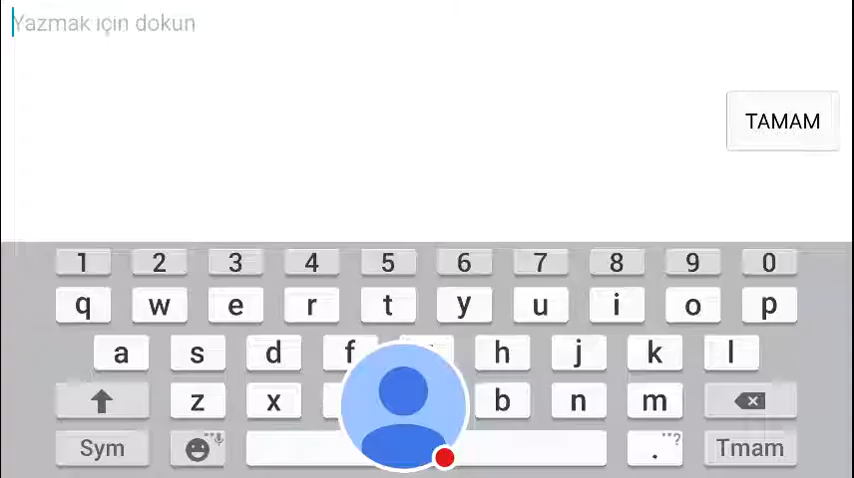 Yazmak için dokun
TAMAM
1 2 3 4 5 6 7 8 9 0
q w e r t y u i o p
a s d f h j k l
z x b n m
Sym . ? Tmam